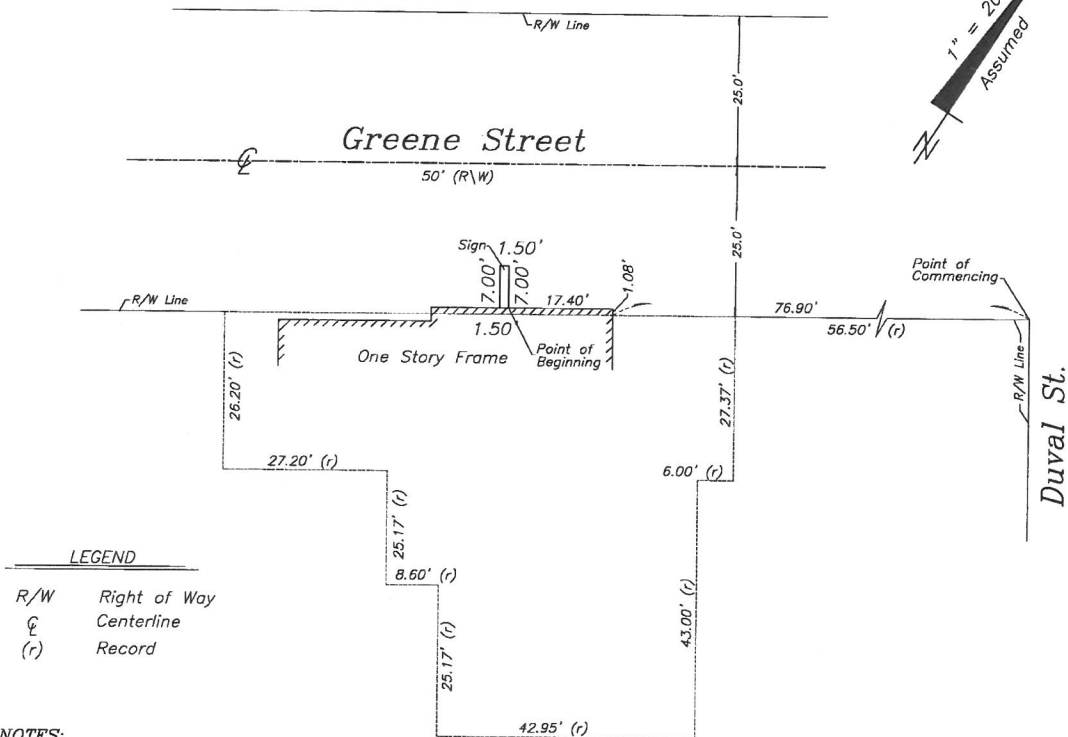 R/W Line
1" = 20
Assumed
N
25.0'
Greene Street
℄
50' (R\W)
25.0'
Sign
1.50'
7.00'
7.00'
17.40'
1.08'
Point of
Commencing
R/W Line
76.90'
56.50' (r)
1.50'
Point of
Beginning
One Story Frame
R/W Line
Duval St.
26.20' (r)
27.37' (r)
27.20' (r)
6.00' (r)
25.17' (r)
8.60' (r)
43.00' (r)
25.17' (r)
42.95' (r)
LEGEND
R/W Right of Way
℄ Centerline
(r) Record
NOTES: